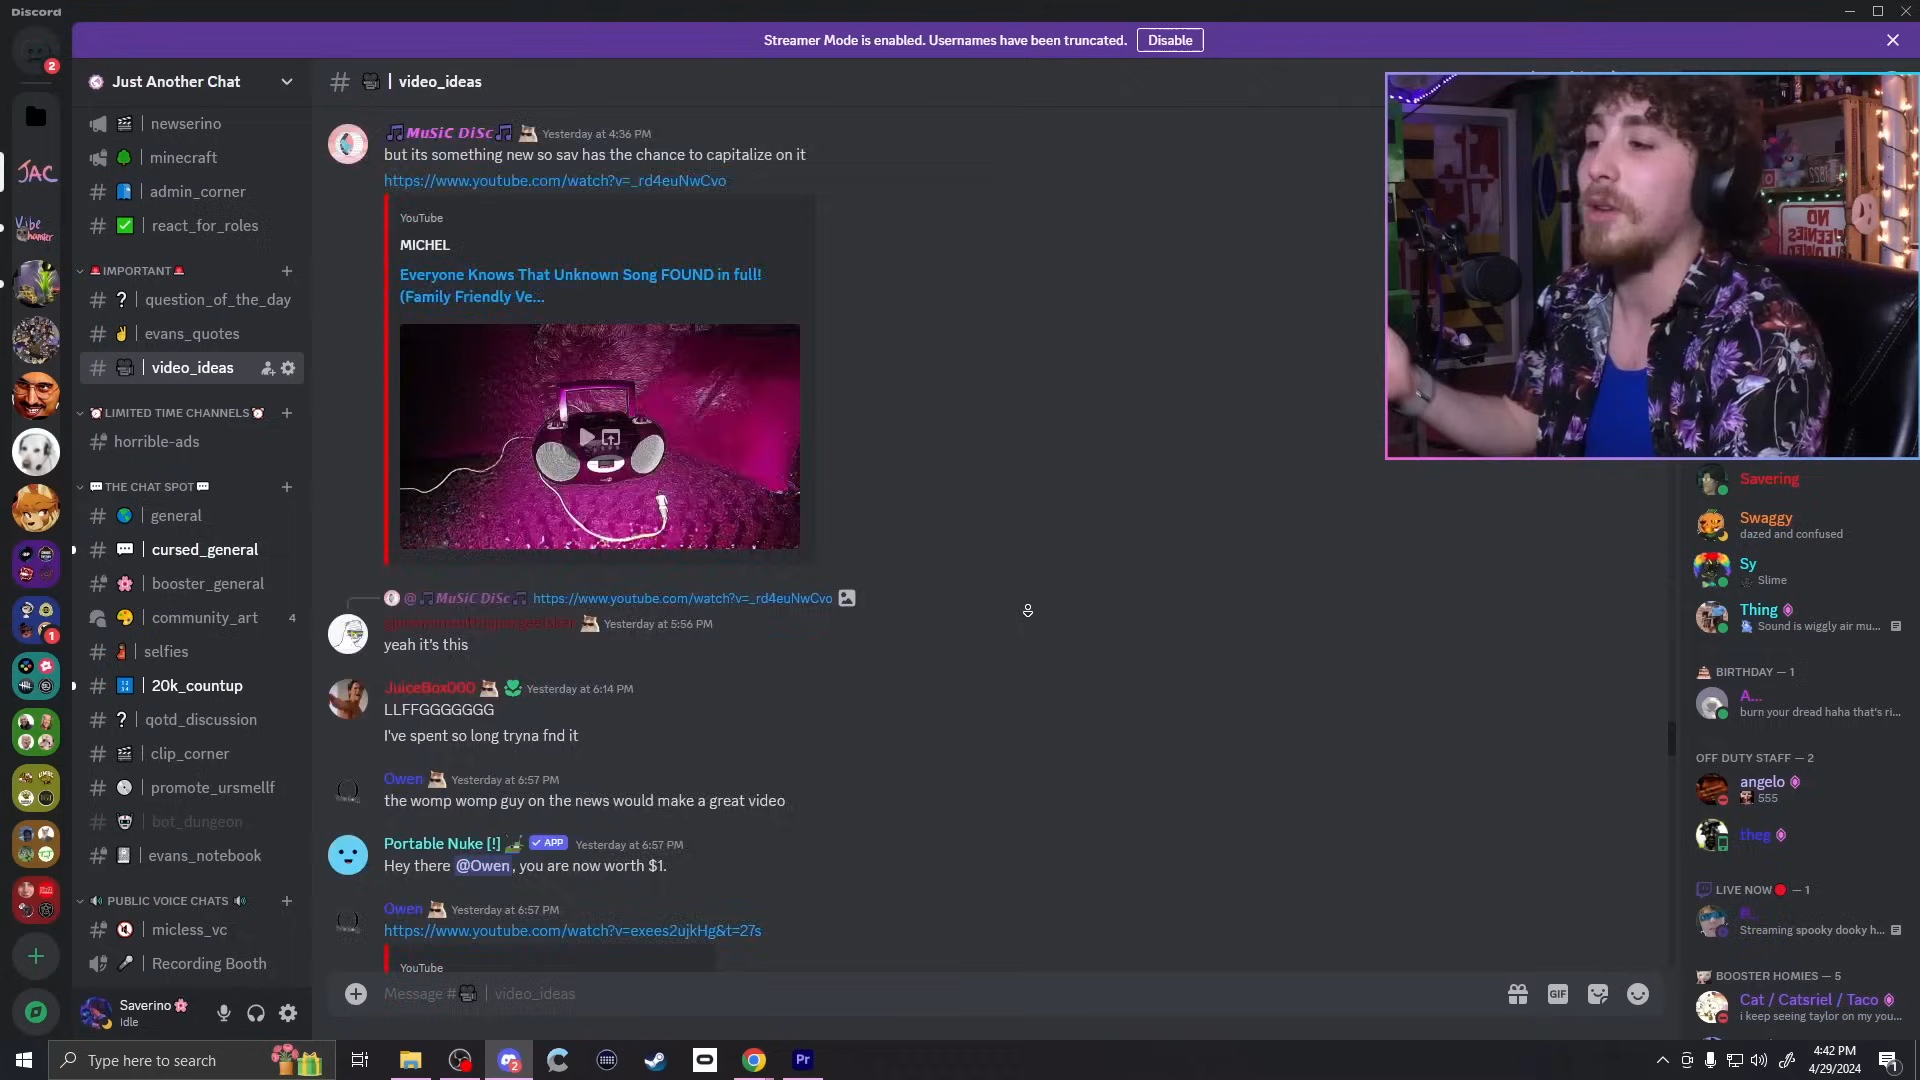 Discord
Streamer Mode is enabled. Usernames have been truncated.
Disable
2
Just Another Chat
newserino
minecraft
admin_corner
react_for_roles
IMPORTANT
question_of_the_day
evans_quotes
video_ideas
LIMITED TIME CHANNELS
horrible-ads
THE CHAT SPOT
general
cursed_general
booster_general
community_art
4
selfies
20k_countup
qotd_discussion
clip_corner
promote_ursmellf
bot_dungeon
evans_notebook
PUBLIC VOICE CHATS
micless_vc
Recording Booth
Saverino
Idle
JAC
Vibe
1
# | video_ideas
MuSiC DiSc Yesterday at 4:36 PM
but its something new so sav has the chance to capitalize on it
https://www.youtube.com/watch?v=_rd4euNwCvo
YouTube
MICHEL
Everyone Knows That Unknown Song FOUND in full!
(Family Friendly Ve...
@ MuSiC DiSc https://www.youtube.com/watch?v=_rd4euNwCvo
Yesterday at 5:56 PM
yeah it's this
JuiceBox000 Yesterday at 6:14 PM
LLFFGGGGGGG
I've spent so long tryna fnd it
Owen Yesterday at 6:57 PM
the womp womp guy on the news would make a great video
Portable Nuke [!] APP Yesterday at 6:57 PM
Hey there @Owen, you are now worth $1.
Owen Yesterday at 6:57 PM
https://www.youtube.com/watch?v=exees2ujkHg&t=27s
YouTube
Message # | video_ideas
GIF
Savering
Swaggy
dazed and confused
Sy
Slime
Thing
Sound is wiggly air mu...
BIRTHDAY — 1
A...
burn your dread haha that's ri...
OFF DUTY STAFF — 2
angelo
555
theg
LIVE NOW — 1
Streaming spooky dooky h...
BOOSTER HOMIES — 5
Cat / Catsriel / Taco
i keep seeing taylor on my you...
Type here to search
2
Pr
4:42 PM
4/29/2024
1